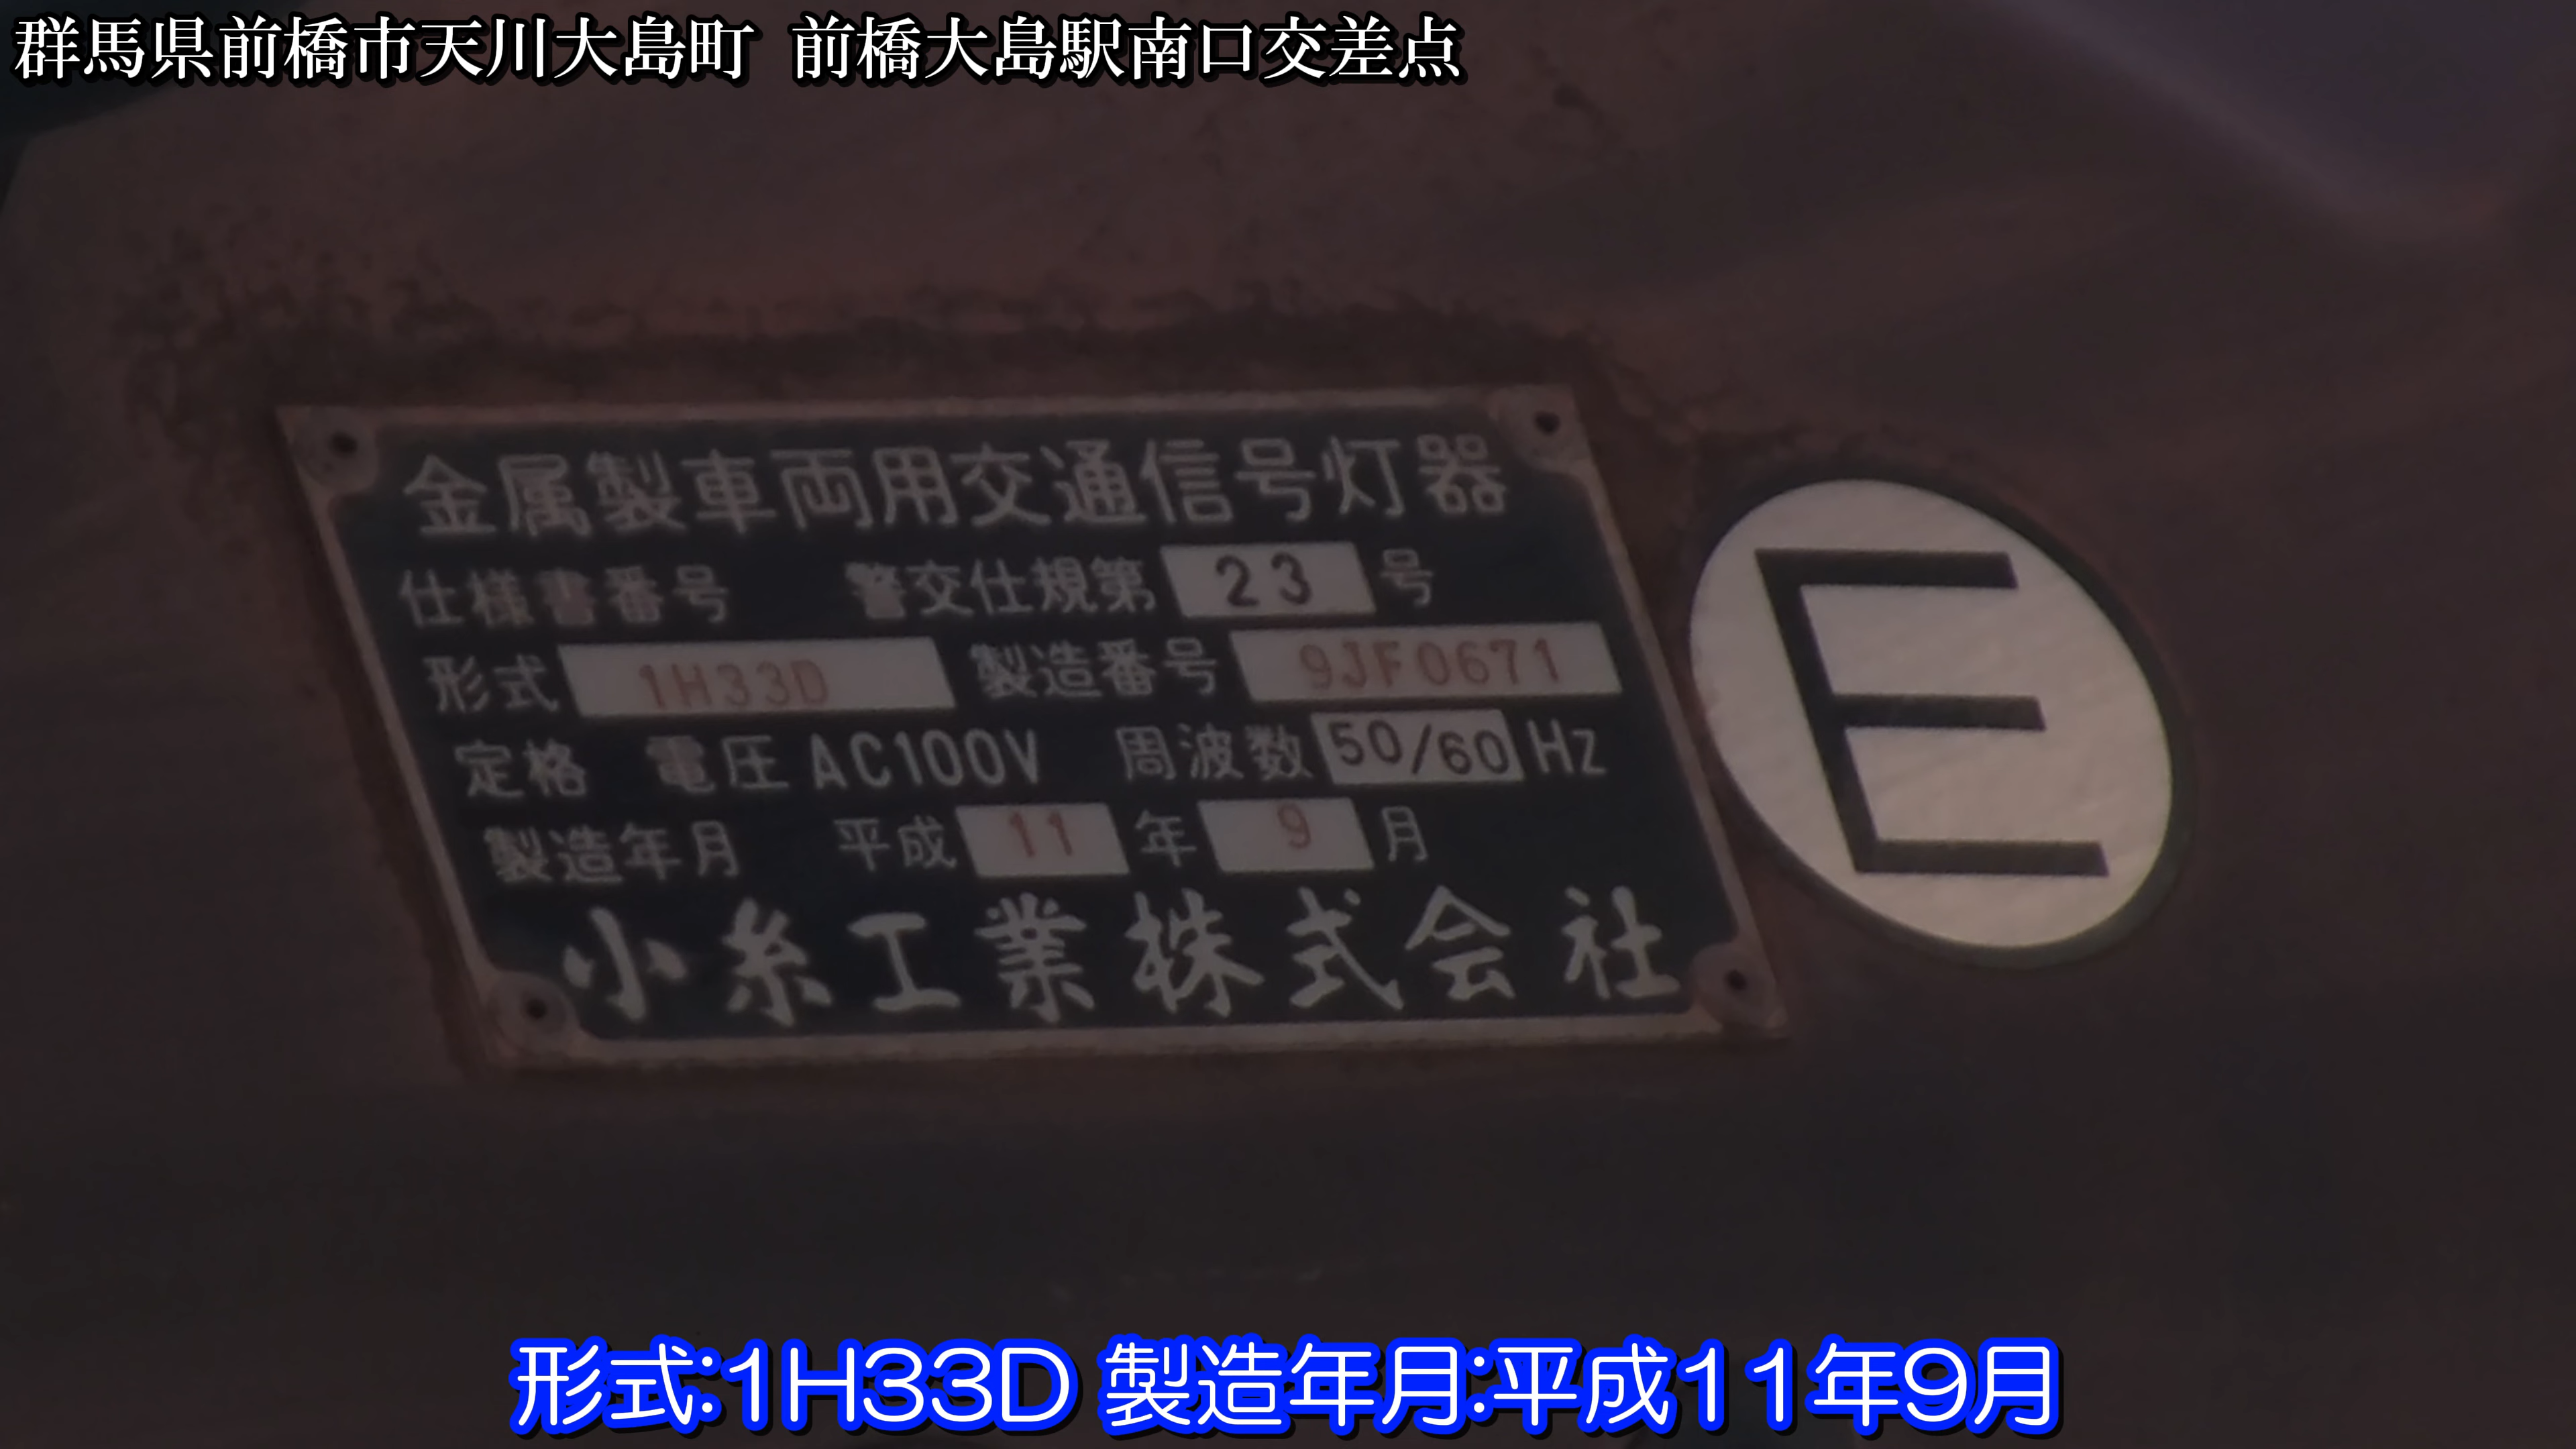 群馬県前橋市天川大島町 前橋大島駅南口交差点
金属製車両用交通信号灯器
仕様書番号 警交仕規第 23 号
形式 1H33D 製造番号 9JF0671
定格 電圧 AC100V 周波数 50/60 Hz
製造年月 平成 11 年 9 月
小糸工業株式会社
E
形式:1H33D 製造年月:平成11年9月